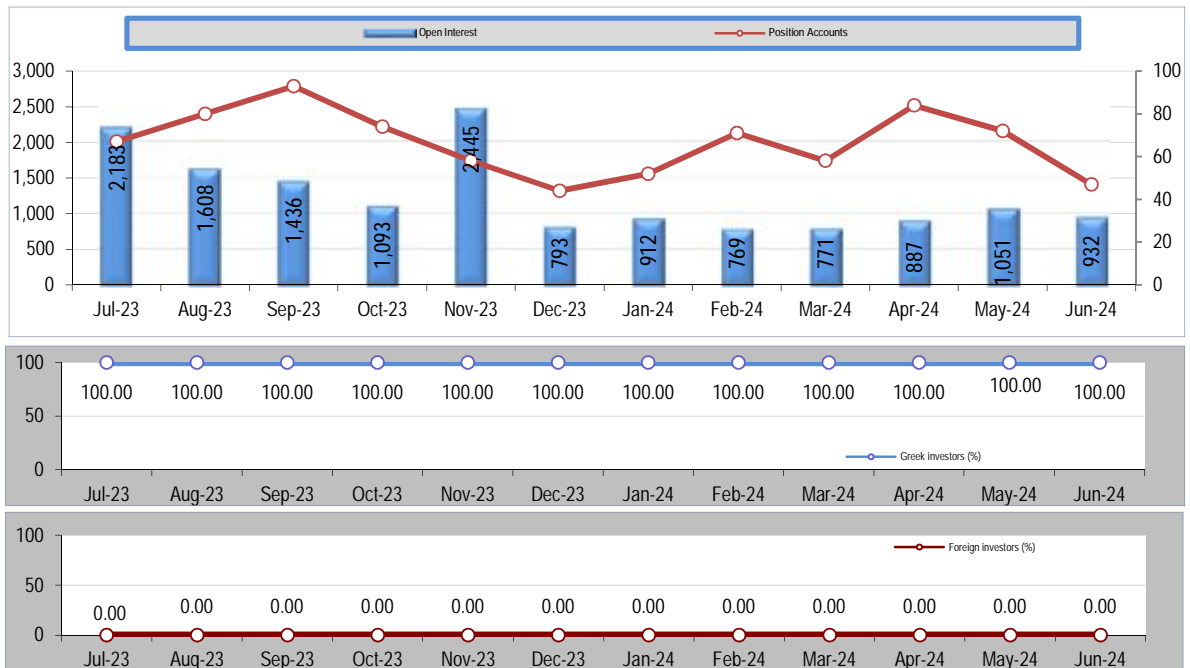 Open Interest Position Accounts
3,000 100
2,500 80
2,000 60
1,500 40
1,000 20
500
0 0
2,183 1,608 1,436 1,093 2,445 793 912 769 771 887 1,051 932
Jul-23 Aug-23 Sep-23 Oct-23 Nov-23 Dec-23 Jan-24 Feb-24 Mar-24 Apr-24 May-24 Jun-24
100
100.00 100.00 100.00 100.00 100.00 100.00 100.00 100.00 100.00 100.00 100.00 100.00
50
Greek investors (%)
0
Jul-23 Aug-23 Sep-23 Oct-23 Nov-23 Dec-23 Jan-24 Feb-24 Mar-24 Apr-24 May-24 Jun-24
100
Foreign investors (%)
50
0.00 0.00 0.00 0.00 0.00 0.00 0.00 0.00 0.00 0.00 0.00 0.00
0
Jul-23 Aug-23 Sep-23 Oct-23 Nov-23 Dec-23 Jan-24 Feb-24 Mar-24 Apr-24 May-24 Jun-24